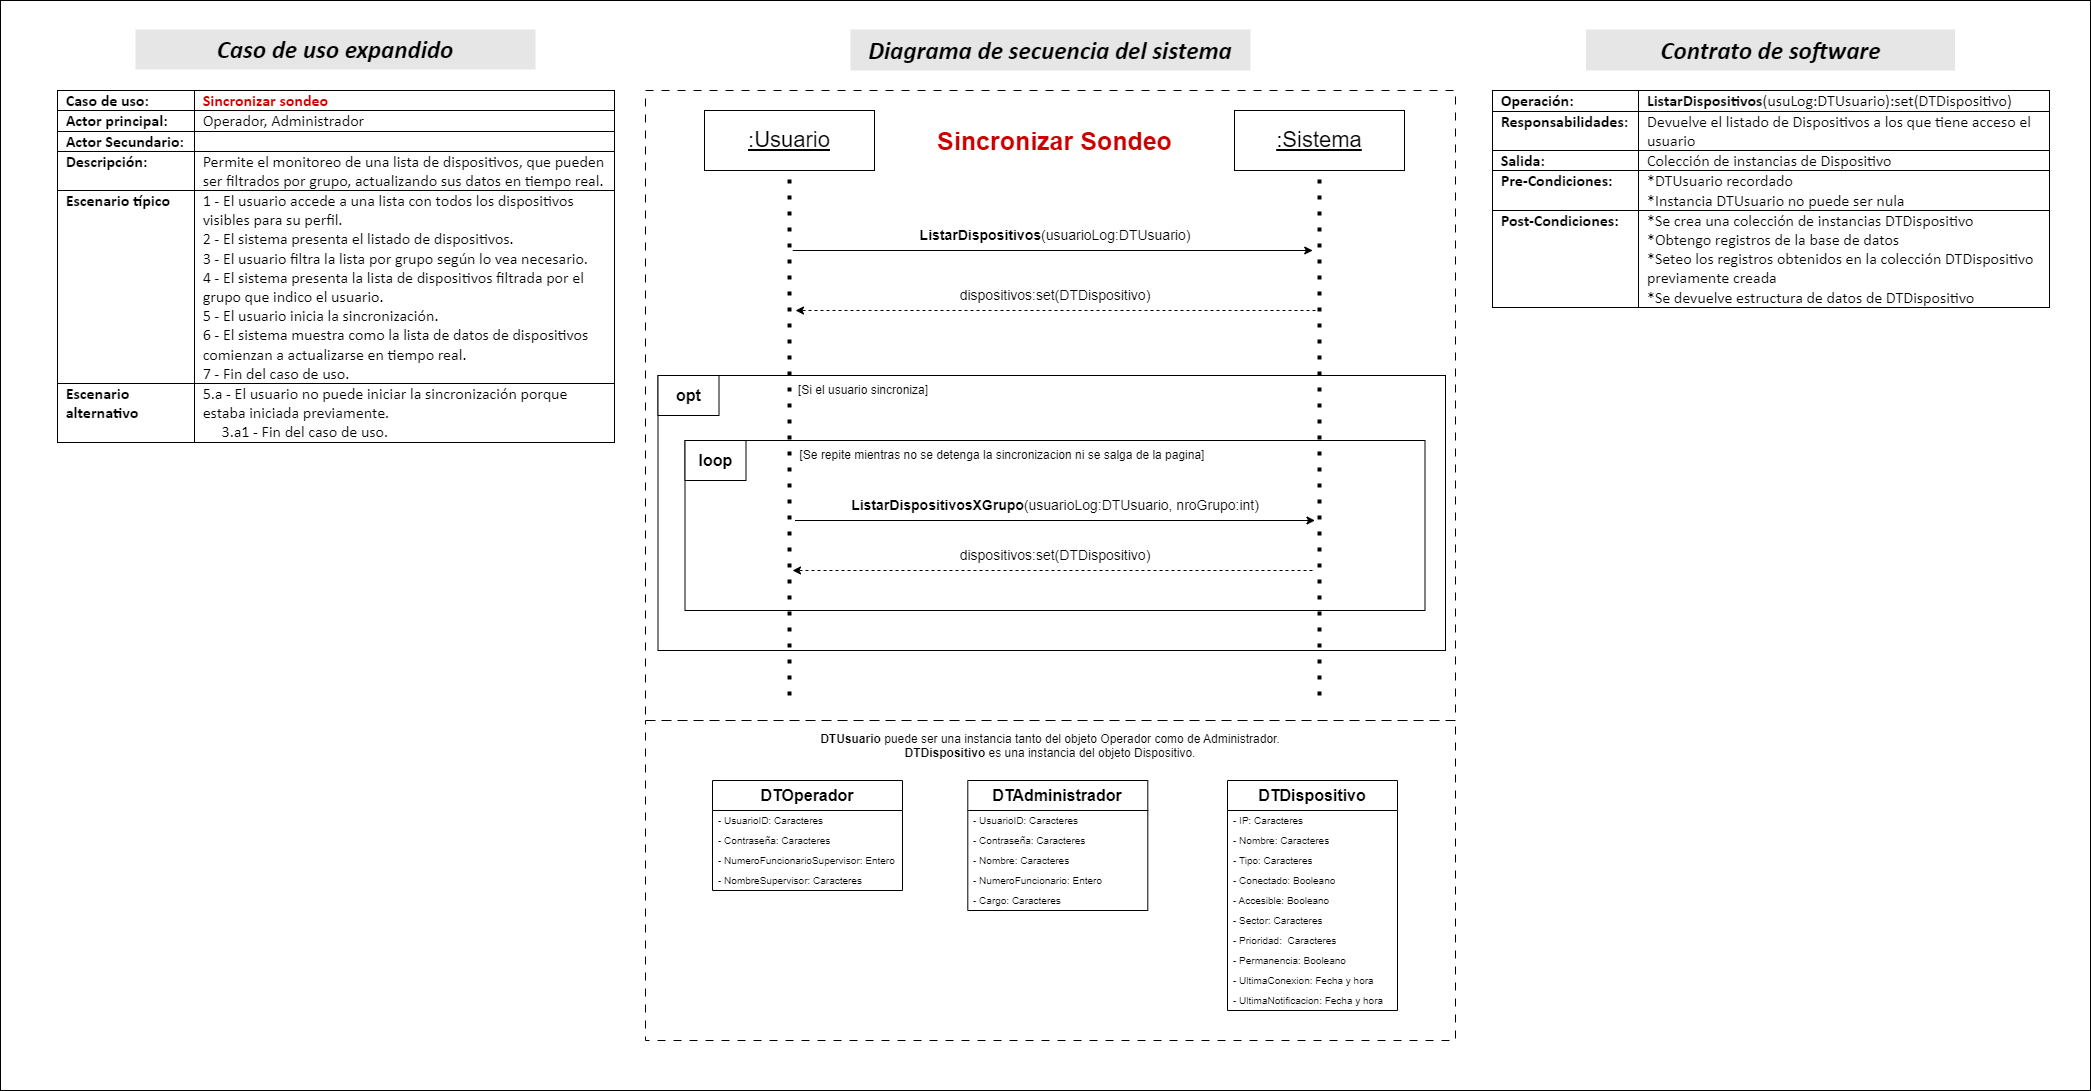 Caso de uso expandido
Caso de uso: Sincronizar sondeo
Actor principal: Operador, Administrador
Actor Secundario:
Descripción: Permite el monitoreo de una lista de dispositivos, que pueden
ser filtrados por grupo, actualizando sus datos en tiempo real.
Escenario típico 1 - El usuario accede a una lista con todos los dispositivos
visibles para su perfil.
2 - El sistema presenta el listado de dispositivos.
3 - El usuario filtra la lista por grupo según lo vea necesario.
4 - El sistema presenta la lista de dispositivos filtrada por el
grupo que indico el usuario.
5 - El usuario inicia la sincronización.
6 - El sistema muestra como la lista de datos de dispositivos
comienzan a actualizarse en tiempo real.
7 - Fin del caso de uso.
Escenario
alternativo
5.a - El usuario no puede iniciar la sincronización porque
estaba iniciada previamente.
3.a1 - Fin del caso de uso.
Diagrama de secuencia del sistema
:Usuario
Sincronizar Sondeo
:Sistema
ListarDispositivos(usuarioLog:DTUsuario)
dispositivos:set(DTDispositivo)
opt
[Si el usuario sincroniza]
loop
[Se repite mientras no se detenga la sincronizacion ni se salga de la pagina]
ListarDispositivosXGrupo(usuarioLog:DTUsuario, nroGrupo:int)
dispositivos:set(DTDispositivo)
DTUsuario puede ser una instancia tanto del objeto Operador como de Administrador.
DTDispositivo es una instancia del objeto Dispositivo.
DTOperador
- UsuarioID: Caracteres
- Contraseña: Caracteres
- NumeroFuncionarioSupervisor: Entero
- NombreSupervisor: Caracteres
DTAdministrador
- UsuarioID: Caracteres
- Contraseña: Caracteres
- Nombre: Caracteres
- NumeroFuncionario: Entero
- Cargo: Caracteres
DTDispositivo
- IP: Caracteres
- Nombre: Caracteres
- Tipo: Caracteres
- Conectado: Booleano
- Accesible: Booleano
- Sector: Caracteres
- Prioridad: Caracteres
- Permanencia: Booleano
- UltimaConexion: Fecha y hora
- UltimaNotificacion: Fecha y hora
Contrato de software
Operación: ListarDispositivos(usuLog:DTUsuario):set(DTDispositivo)
Responsabilidades: Devuelve el listado de Dispositivos a los que tiene acceso el
usuario
Salida: Colección de instancias de Dispositivo
Pre-Condiciones: *DTUsuario recordado
*Instancia DTUsuario no puede ser nula
Post-Condiciones: *Se crea una colección de instancias DTDispositivo
*Obtengo registros de la base de datos
*Seteo los registros obtenidos en la colección DTDispositivo
previamente creada
*Se devuelve estructura de datos de DTDispositivo